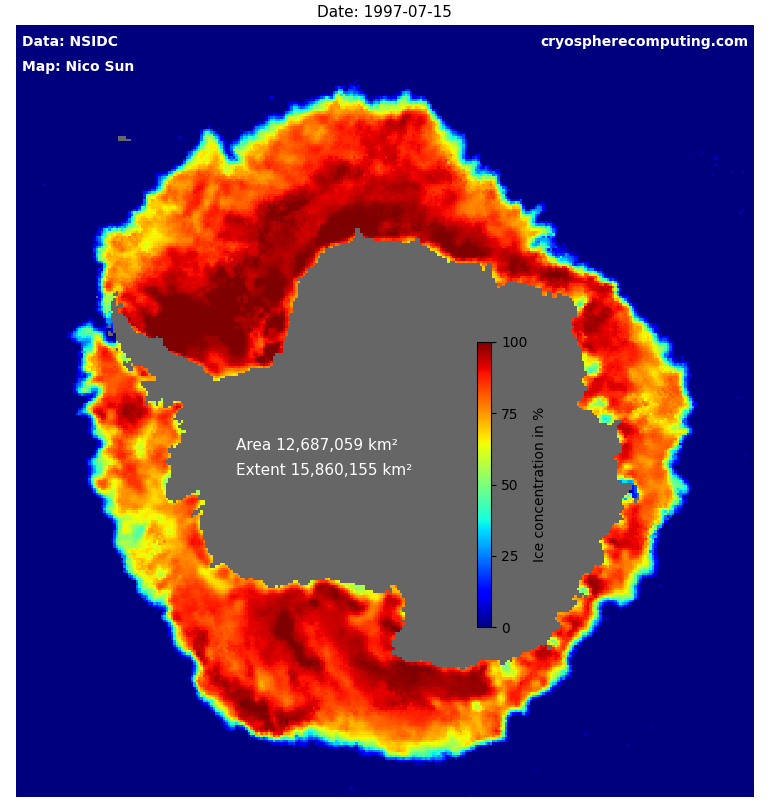 Date: 1997-07-15
Data: NSIDC
cryospherecomputing.com
Map: Nico Sun
Area 12,687,059 km²
Extent 15,860,155 km²
100
75
50
25
0
Ice concentration in %